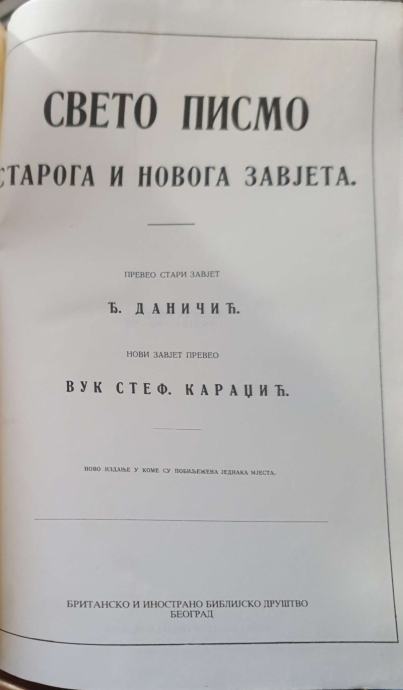 СВЕТО ПИСМО
СТАРОГА И НОВОГА ЗАВЈЕТА.
ПРЕВЕО СТАРИ ЗАВЈЕТ
Ђ. ДАНИЧИЋ.
НОВИ ЗАВЈЕТ ПРЕВЕО
ВУК СТЕФ. КАРАЏИЋ.
НОВО ИЗДАЊЕ У КОМЕ СУ ПОБИЉЕЖЕНА ЈЕДНАКА МЈЕСТА.
БРИТАНСКО И ИНОСТРАНО БИБЛИЈСКО ДРУШТВО
БЕОГРАД